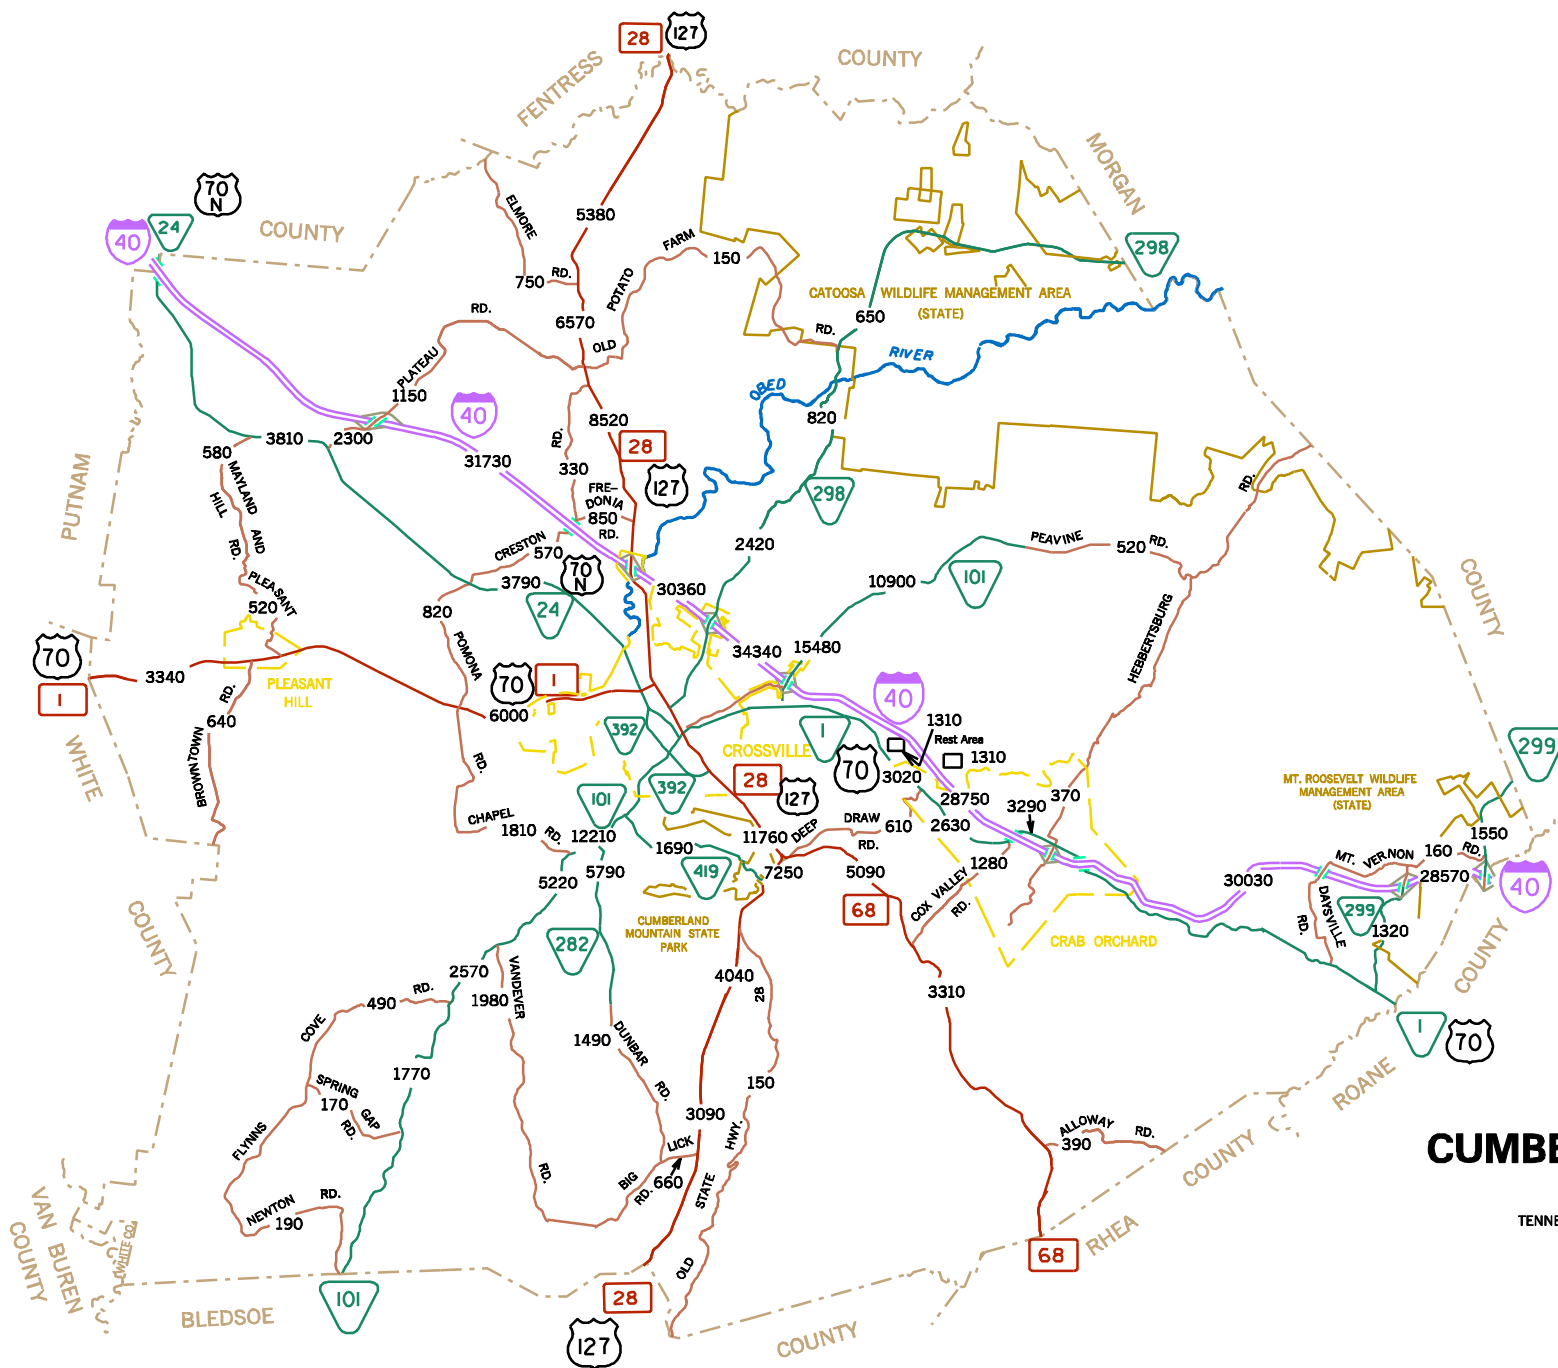 28
127
COUNTY
FENTRESS
MORGAN
70
N
24
40
COUNTY
ELMORE
5380
FARM
150
298
750
RD.
POTATO
CATOOSA WILDLIFE MANAGEMENT AREA
(STATE)
650
RD.
6570
RD.
OLD
RIVER
PLATEAU
1150
OBED
40
8520
820
3810
2300
28
580
31730
RD.
330
127
MAYLAND AND
HILL
RD.
PUTNAM
FRE-
DONIA
850
RD.
298
RD.
CRESTON
570
2420
PEAVINE
520
RD.
70
N
3790
10900
101
PLEASANT
520
24
30360
COUNTY
820
HEBBERTSBURG
POMONA
34340
15480
70
1
3340
PLEASANT
HILL
70
1
6000
40
RD.
640
BROWNTOWN
WHITE
392
1
CROSSVILLE
1310
Rest Area
1310
299
RD.
70
3020
28
127
392
101
28750
3290
370
MT. ROOSEVELT WILDLIFE
MANAGEMENT AREA
(STATE)
CHAPEL
1810
RD.
12210
11760
DEEP
DRAW
610
RD.
2630
1550
1690
419
7250
5090
1280
MT. VERNON
160
RD.
5790
5220
68
COX VALLEY
RD.
30030
28570
40
DAYSVILLE
RD.
299
1320
CUMBERLAND
MOUNTAIN STATE
PARK
CRAB ORCHARD
COUNTY
282
2570
VANDEVER
1980
4040
28
3310
COUNTY
490
RD.
COVE
1490
DUNBAR
RD.
1
70
1770
SPRING
GAP
170
RD.
150
ROANE
3090
FLYNNS
LICK
HWY.
ALLOWAY
RD.
390
CUMBE
BIG
RD.
660
COUNTY
RD.
STATE
NEWTON
RD.
190
VAN BUREN
COUNTY
(WHITE CO.)
TENNE
RHEA
68
OLD
101
28
BLEDSOE
127
COUNTY